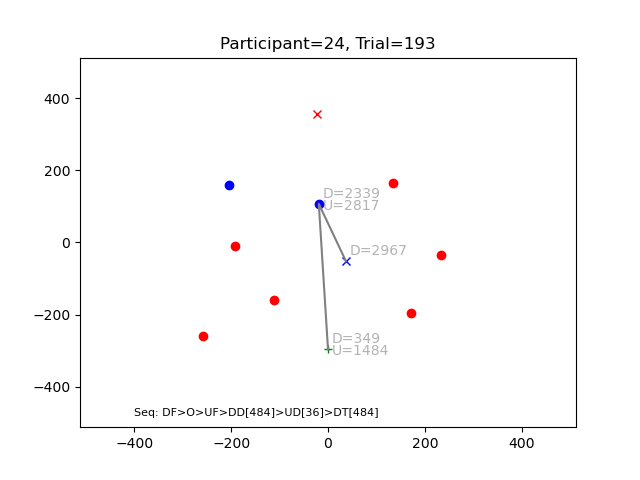 Participant=24, Trial=193
400
200
0
−200
−400
D=2339
U=2817
D=2967
D=349
U=1484
Seq: DF>O>UF>DD[484]>UD[36]>DT[484]
−400
−200
0
200
400